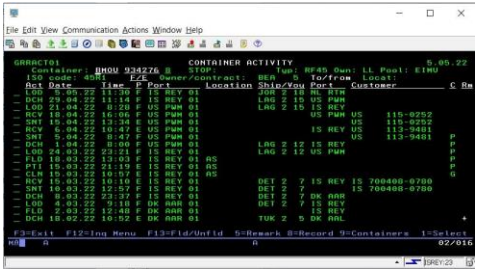 File Edit View Communication Actions Window Help
GRRACT01 CONTAINER ACTIVITY 5.05.22
Container: BMOU 934276 8 STOP: Typ: RF45 Own: LL Pool: EIMU
ISO code: 45R1 F/E Owner/contract: BEA 5 To/from Locat:
Act Date Time P Port Location Ship/Voy Port Customer C Rm
LOD 5.05.22 11:30 F IS REY 01 JOR 2 18 NL RTM
DCH 29.04.22 11:14 F IS REY 01 LAG 2 15 US PWM
LOD 21.04.22 8:28 F US PWM 01 LAG 2 15 US PWM
RCV 18.04.22 16:06 F US PWM 01 US PWM US 115-0252
SNT 15.04.22 13:34 E US PWM 01 US 115-0252
RCV 6.04.22 10:47 E US PWM 01 IS REY US 113-9481
SNT 5.04.22 8:47 F US PWM 01 US 113-9481 P
DCH 1.04.22 8:00 F US PWM 01 LAG 2 12 IS REY P
LOD 24.03.22 23:21 F IS REY 01 LAG 2 12 US PWM P
FLD 18.03.22 13:03 F IS REY 01 AS P
PTI 15.03.22 21:19 E IS REY 01 AS P
CLN 15.03.22 10:57 E IS REY 01 AS G
RCV 15.03.22 10:10 E IS REY 01 DET 2 7 IS REY IS 700408-0780
SNT 10.03.22 12:57 F IS REY 01 DET 2 7 IS 700408-0780
DCH 8.03.22 23:37 F IS REY 01 DET 2 7 DK AAR
LOD 4.03.22 9:18 F DK AAR 01 DET 2 7 IS REY
FLD 2.03.22 12:48 F DK AAR 01 IS REY
DCH 18.02.22 10:52 E DK AAR 01 TUK 2 5 DK AAL +
F3=Exit F12=Inq Menu F13=Fld/Unfld 5=Remark 8=Record 9=Containers 1=Select
MA A A 02/016
ISREY:23